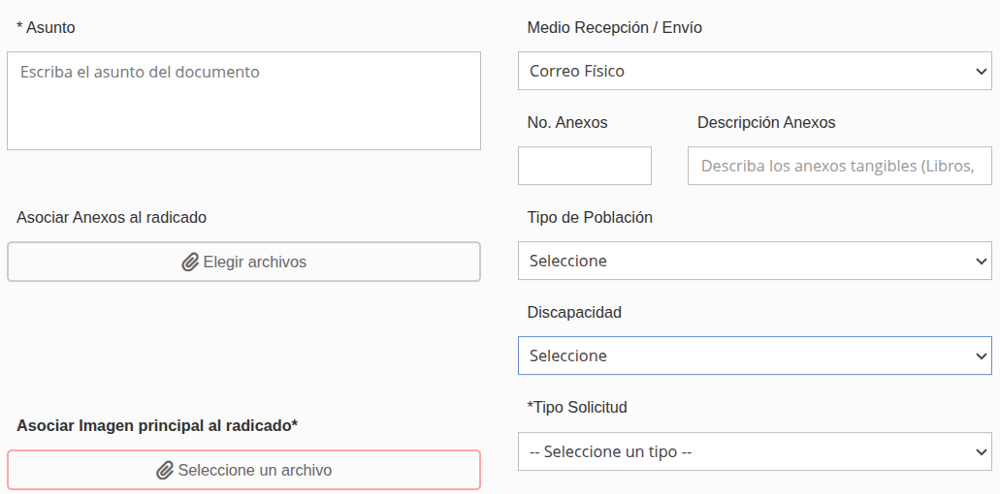 * Asunto
Escriba el asunto del documento
Asociar Anexos al radicado
Elegir archivos
Asociar Imagen principal al radicado*
Seleccione un archivo
Medio Recepción / Envío
Correo Físico
No. Anexos
Descripción Anexos
Describa los anexos tangibles (Libros,
Tipo de Población
Seleccione
Discapacidad
Seleccione
*Tipo Solicitud
-- Seleccione un tipo --